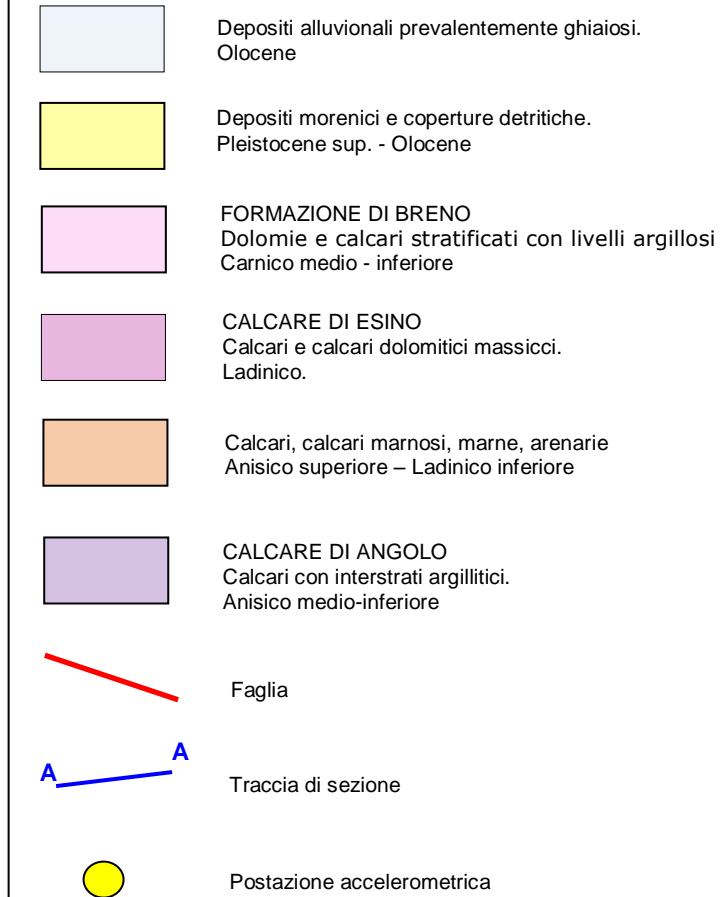 Depositi alluvionali prevalentemente ghiaiosi.
Olocene
Depositi morenici e coperture detritiche.
Pleistocene sup. - Olocene
FORMAZIONE DI BRENO
Dolomie e calcari stratificati con livelli argillosi
Carnico medio - inferiore
CALCARE DI ESINO
Calcari e calcari dolomitici massicci.
Ladinico.
Calcari, calcari marnosi, marne, arenarie
Anisico superiore – Ladinico inferiore
CALCARE DI ANGOLO
Calcari con interstrati argillitici.
Anisico medio-inferiore
Faglia
A A
Traccia di sezione
Postazione accelerometrica